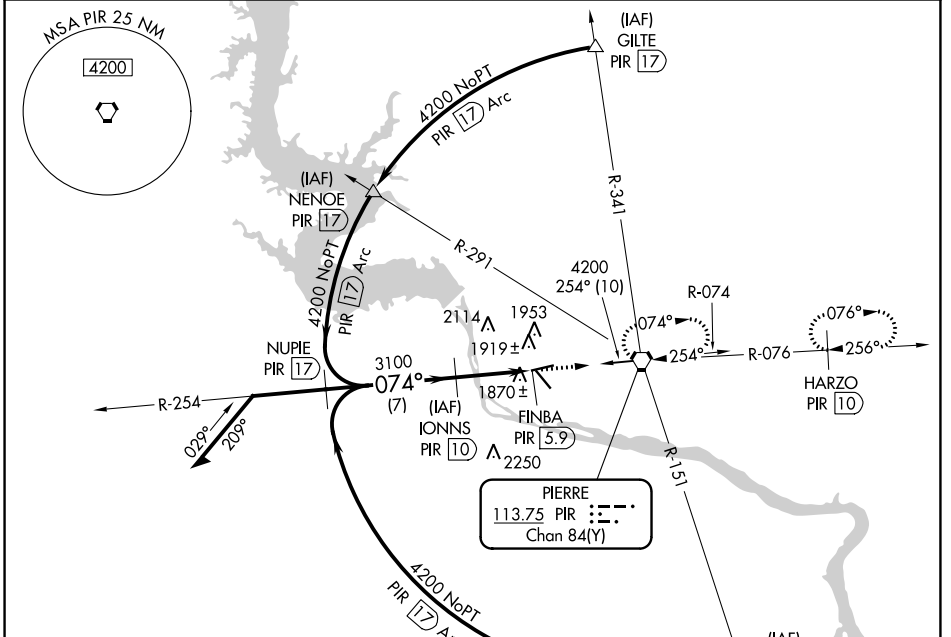 MSA PIR 25 NM
4200
(IAF)
GILTE
PIR 17
4200 NoPT
PIR 17 Arc
(IAF)
NENOE
PIR 17
R-341
R-291
4200 NoPT
PIR 17 Arc
4200
254° (10)
R-074
074°
254°
R-076
076°
256°
HARZO
PIR 10
2114
1953
1919±
1870±
NUPIE
PIR 17
3100
074°
(7)
(IAF)
IONNS
PIR 10
FINBA
PIR 5.9
2250
R-254
029°
209°
R-151
PIERRE
113.75 PIR
Chan 84(Y)
4200 NoPT
PIR 17
(IAF)